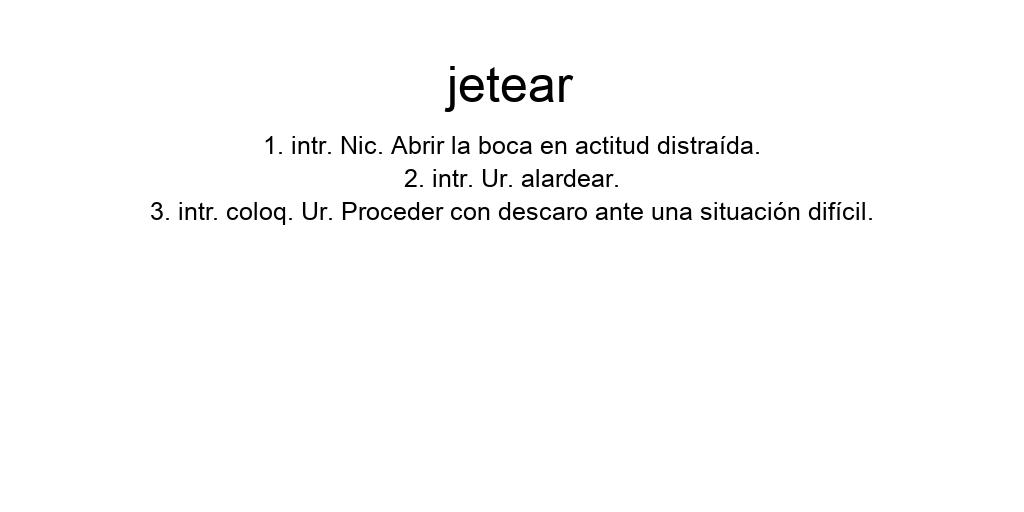 jetear
1. intr. Nic. Abrir la boca en actitud distraída.
2. intr. Ur. alardear.
3. intr. coloq. Ur. Proceder con descaro ante una situación difícil.